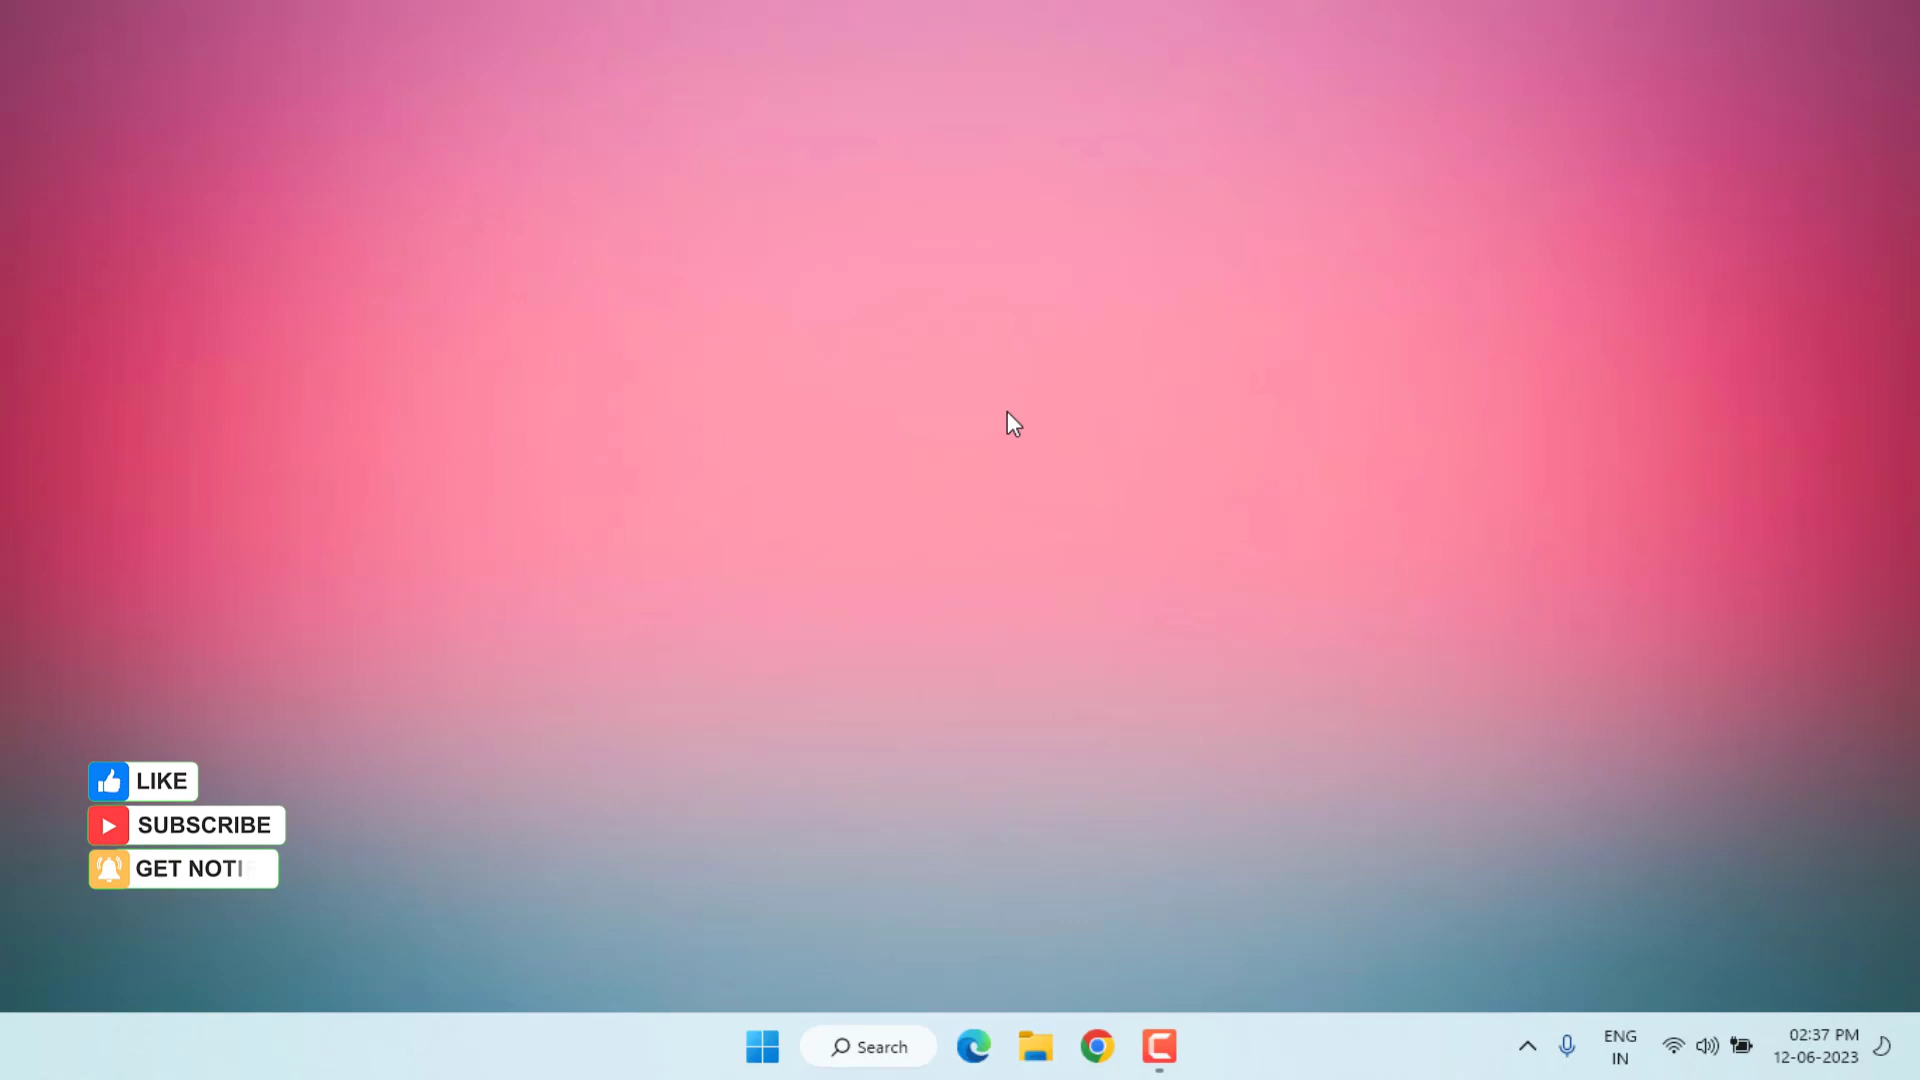 LIKE
SUBSCRIBE
GET NOTI
Search
ENG
IN
02:37 PM
12-06-2023